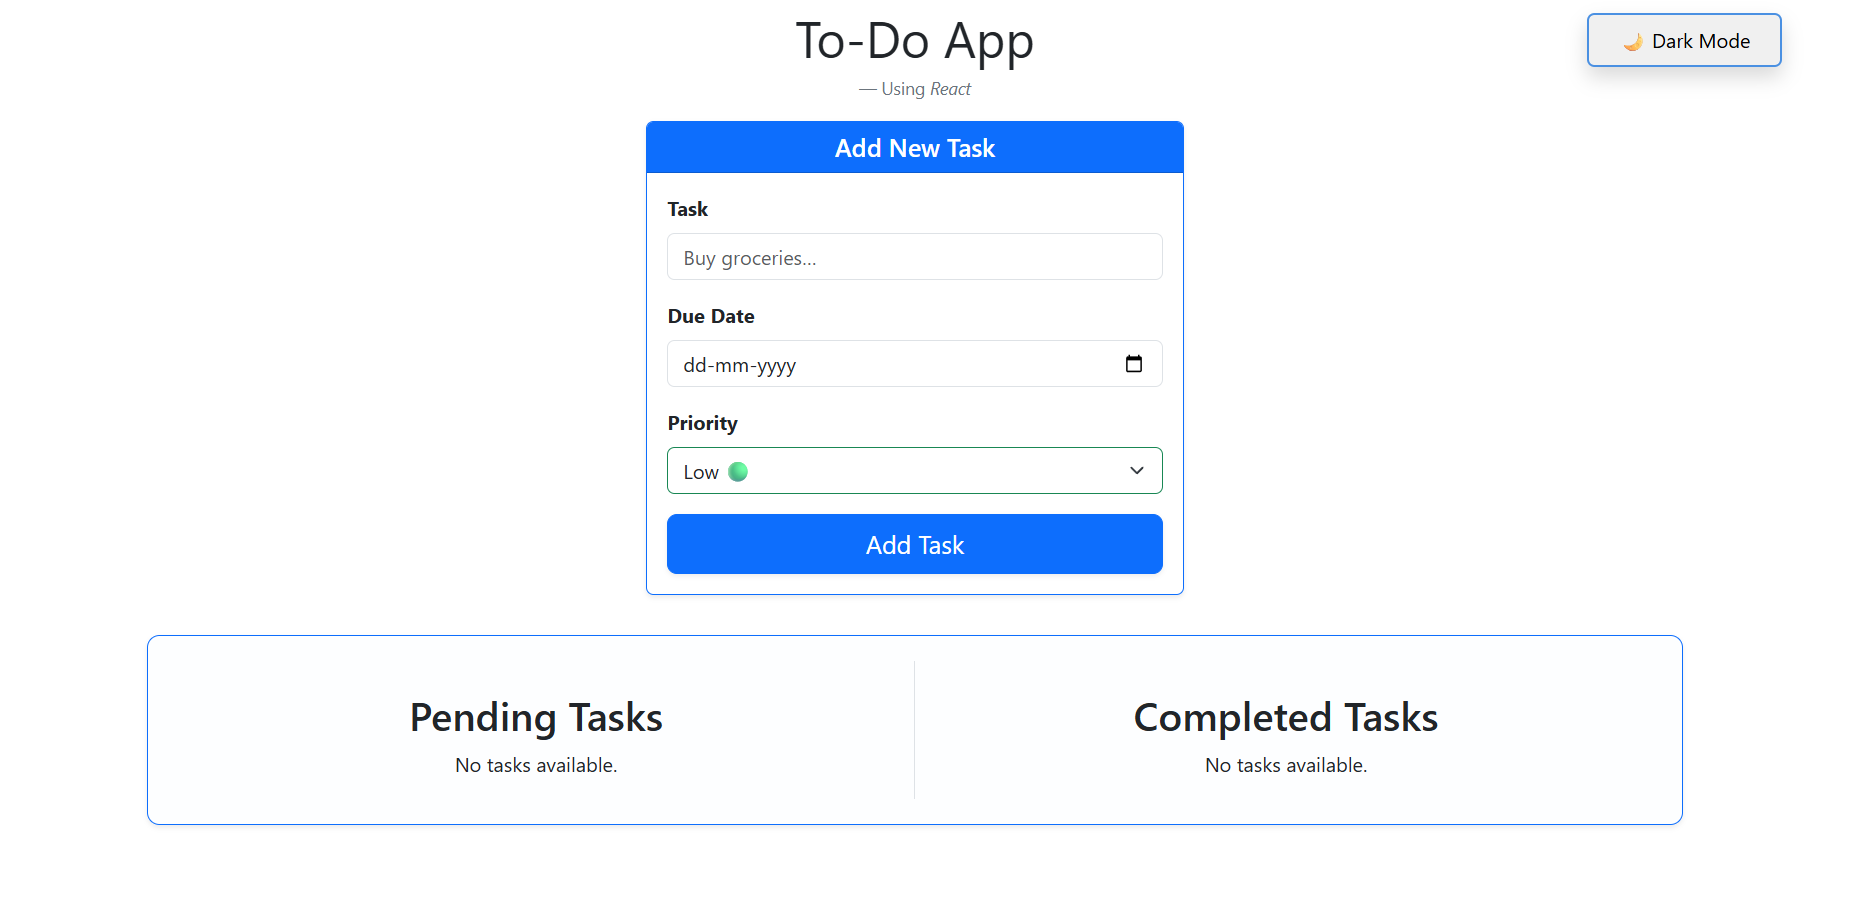 To-Do App
🌙 Dark Mode
— Using React
Add New Task
Task
Buy groceries...
Due Date
dd-mm-yyyy
Priority
Low 🟢
Add Task
Pending Tasks
No tasks available.
Completed Tasks
No tasks available.